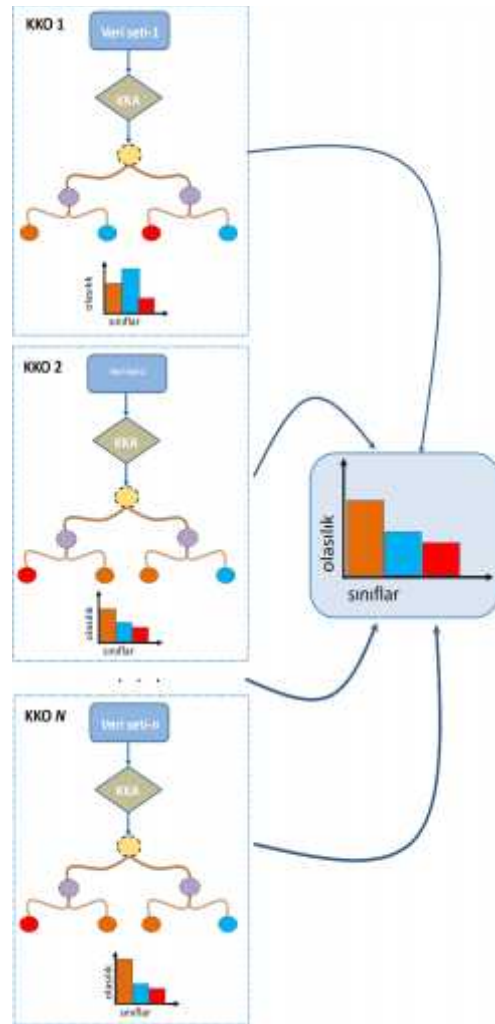 KKO 1
Veri seti-1
KKA
olasılık
sınıflar
KKO 2
KKA
olasılık
sınıflar
. . .
KKO N
Veri seti-n
KKA
olasılık
sınıflar
olasılık
sınıflar